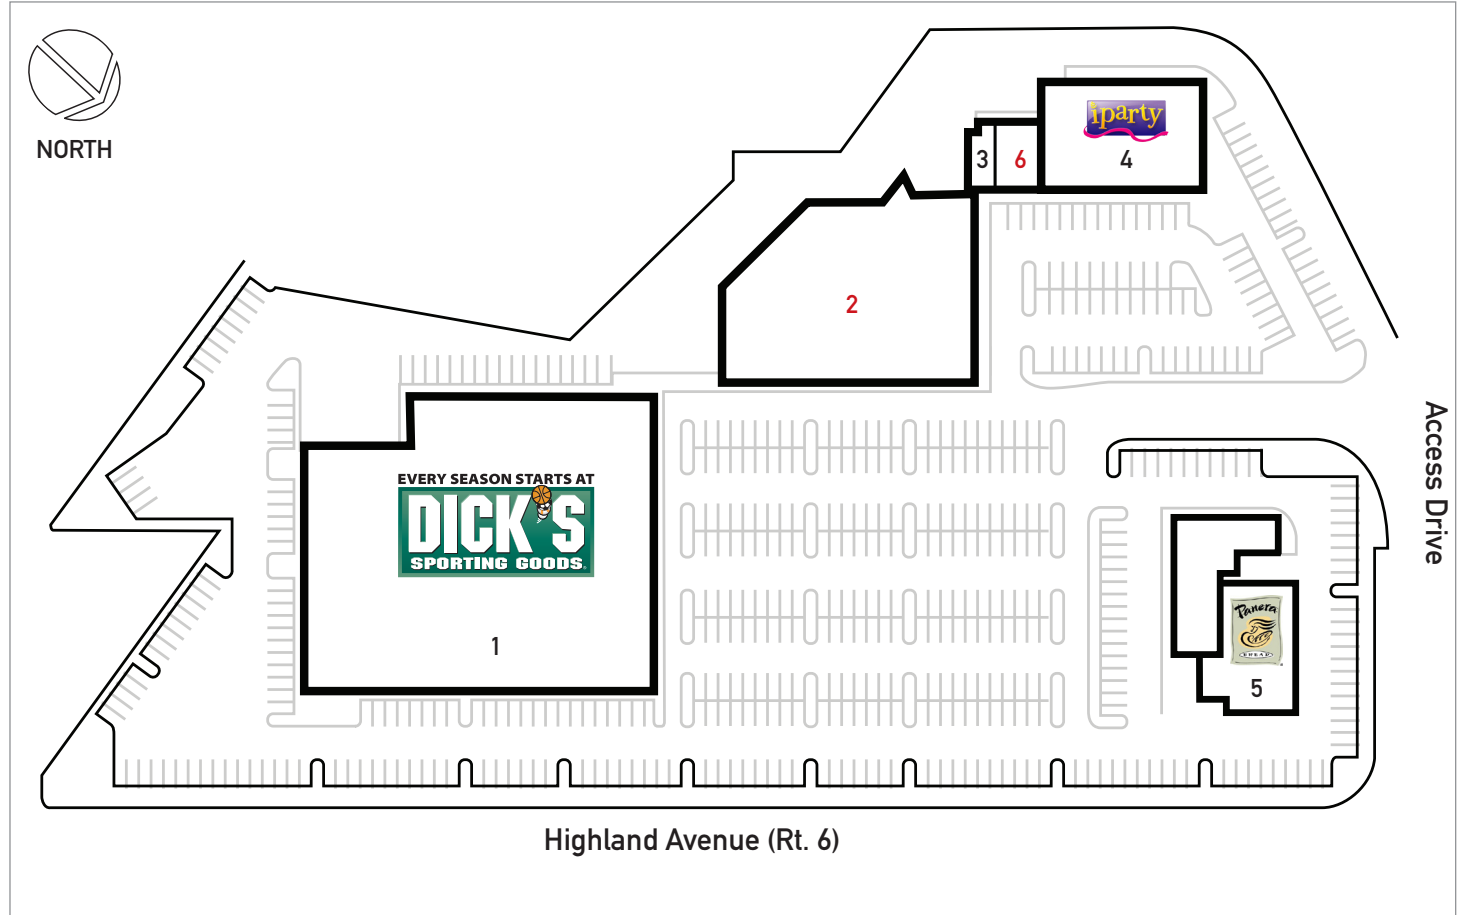 NORTH
iparty
3
6
4
2
EVERY SEASON STARTS AT
DICK'S
SPORTING GOODS
1
Panera
BREAD
5
Access Drive
Highland Avenue (Rt. 6)